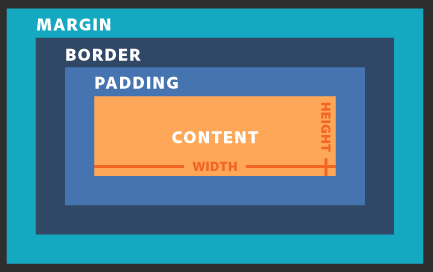 MARGIN
BORDER
PADDING
CONTENT
HEIGHT
WIDTH